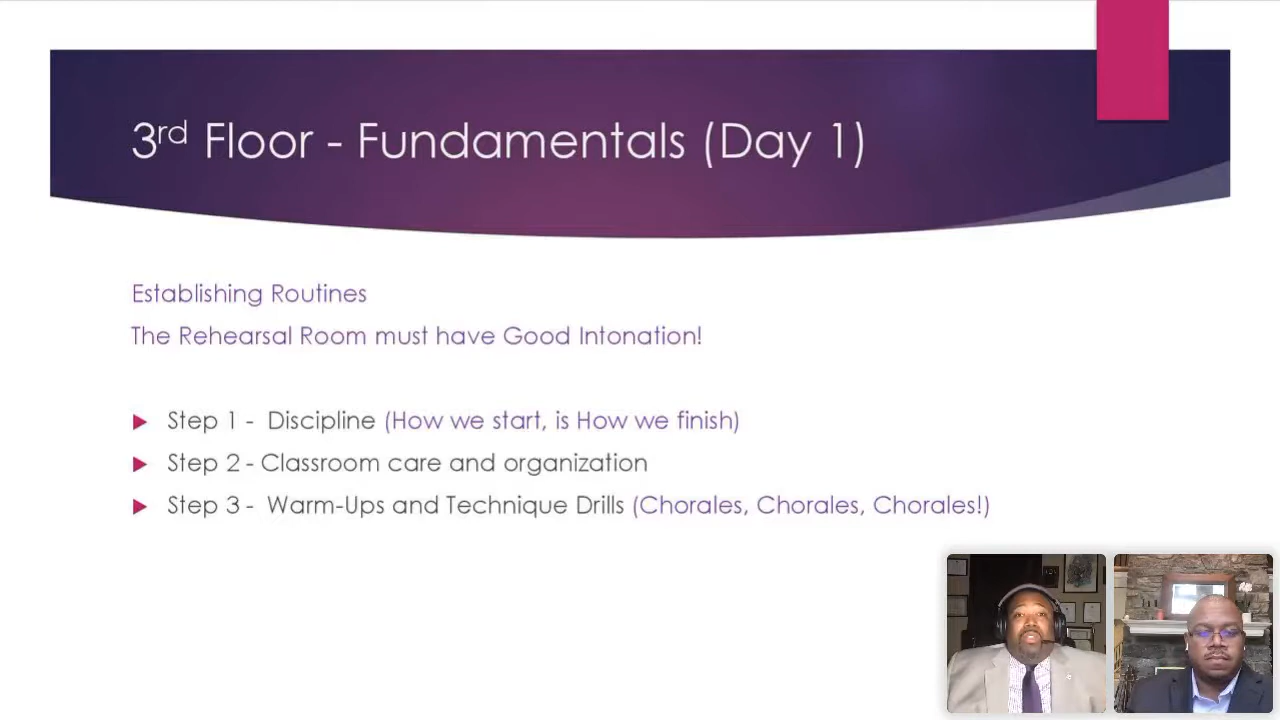 3rd Floor - Fundamentals (Day 1)
Establishing Routines
The Rehearsal Room must have Good Intonation!
Step 1 - Discipline (How we start, is How we finish)
Step 2 - Classroom care and organization
Step 3 - Warm-Ups and Technique Drills (Chorales, Chorales, Chorales!)